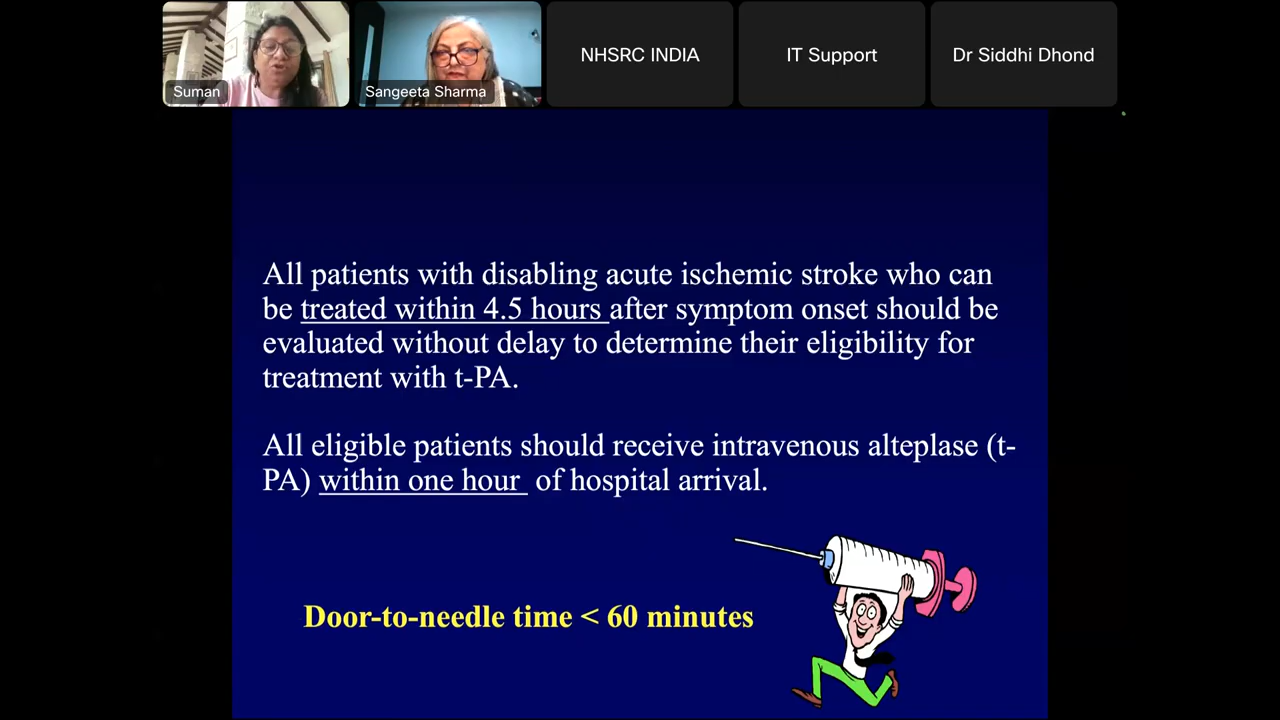 Suman
Sangeeta Sharma
NHSRC INDIA
IT Support
Dr Siddhi Dhond
All patients with disabling acute ischemic stroke who can
be treated within 4.5 hours after symptom onset should be
evaluated without delay to determine their eligibility for
treatment with t-PA.
All eligible patients should receive intravenous alteplase (t-
PA) within one hour of hospital arrival.
Door-to-needle time < 60 minutes